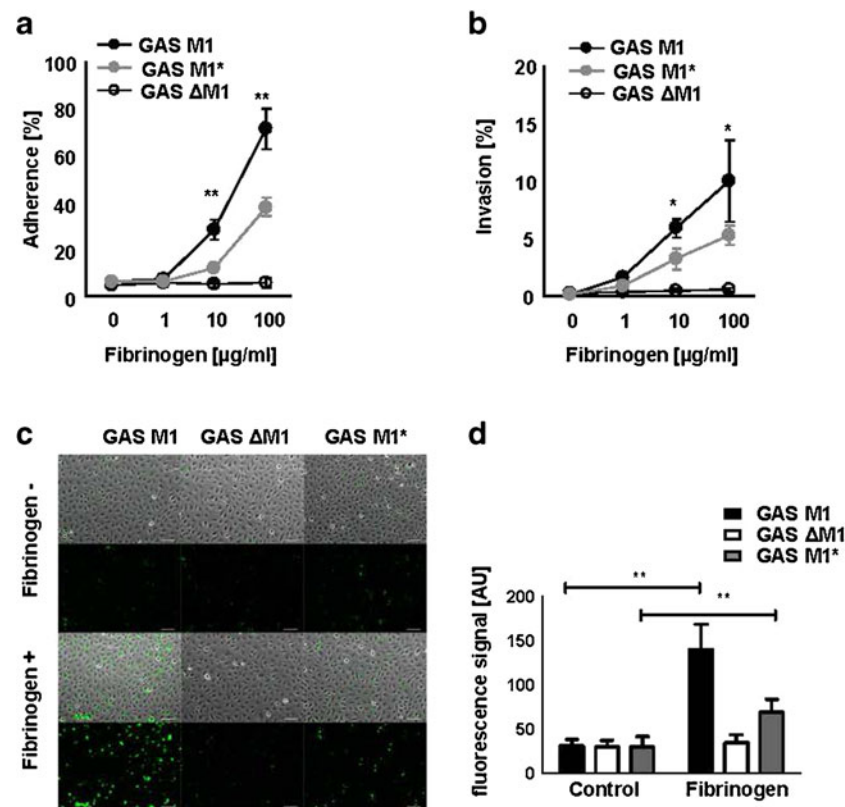 a
GAS M1
GAS M1*
GAS ΔM1
Adherence [%]
100
80
60
40
20
0
**
**
0 1 10 100
Fibrinogen [µg/ml]
b
GAS M1
GAS M1*
GAS ΔM1
Invasion [%]
20
15
10
5
0
*
*
0 1 10 100
Fibrinogen [µg/ml]
c
GAS M1 GAS ΔM1 GAS M1*
Fibrinogen -
Fibrinogen +
d
GAS M1
GAS ΔM1
GAS M1*
fluorescence signal [AU]
200
150
100
50
0
**
**
Control Fibrinogen